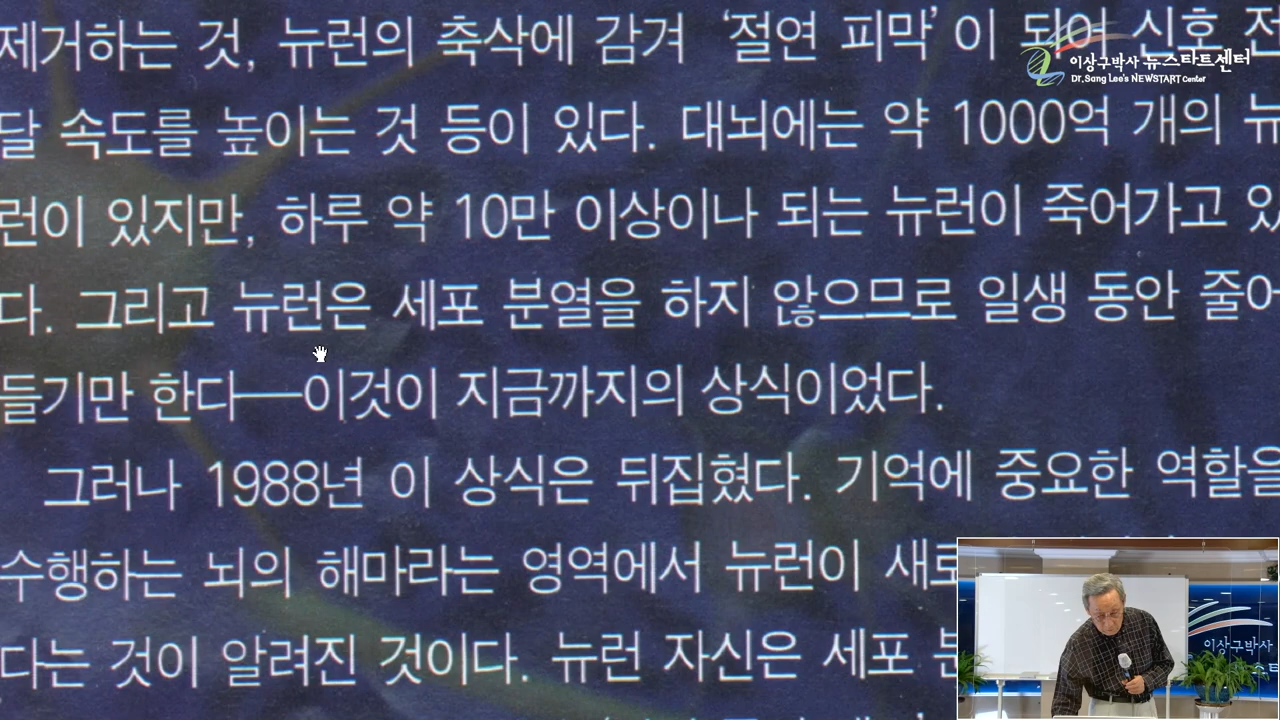 제거하는 것, 뉴런의 축삭에 감겨 ‘절연 피막’이 되어 신호 전
달 속도를 높이는 것 등이 있다. 대뇌에는 약 1000억 개의 뉴
런이 있지만, 하루 약 10만 이상이나 되는 뉴런이 죽어가고 있
다. 그리고 뉴런은 세포 분열을 하지 않으므로 일생 동안 줄어
들기만 한다—이것이 지금까지의 상식이었다.
그러나 1988년 이 상식은 뒤집혔다. 기억에 중요한 역할을
수행하는 뇌의 해마라는 영역에서 뉴런이 새로
다는 것이 알려진 것이다. 뉴런 자신은 세포
이상구박사 뉴스타트센터
Dr. Sang Lee's NEWSTART Center
이상구박사